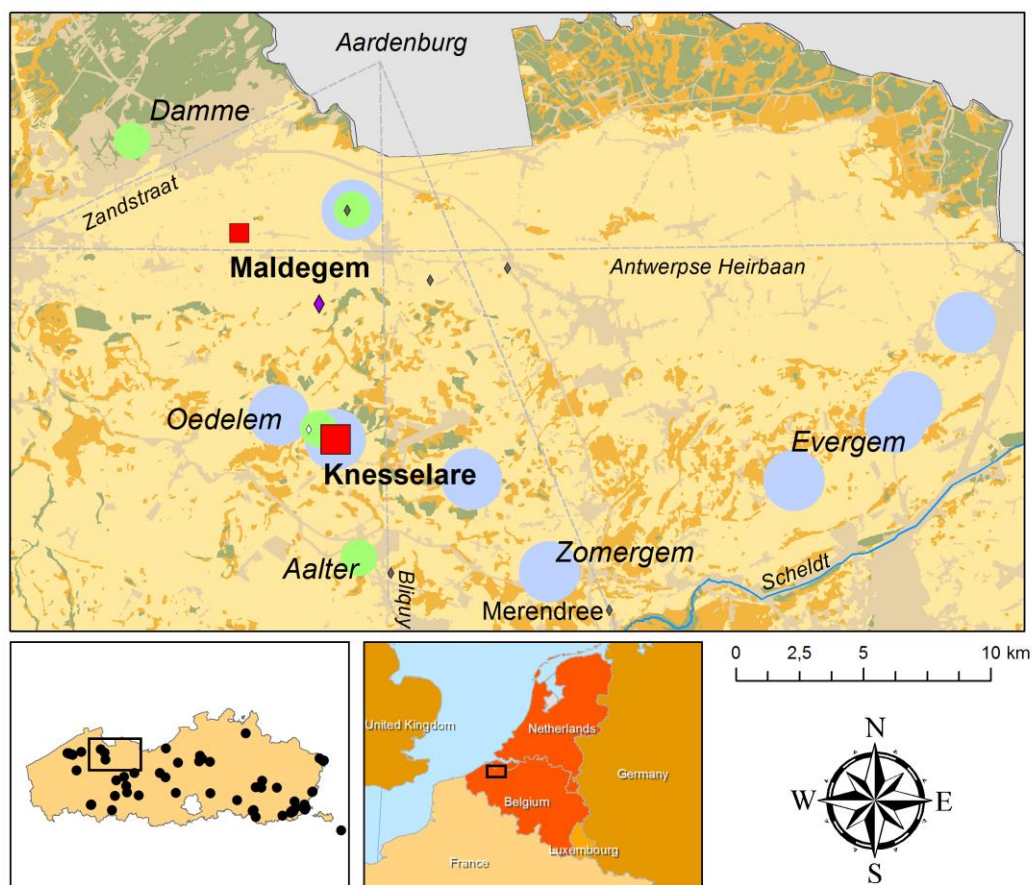 Aardenburg
Damme
Zandstraat
Maldegem
Antwerpse Heirbaan
Oedelem
Evergem
Knesselare
Zomergem
Aalter
Scheldt
Bliquy
Merendree
0 2,5 5 10 km
United Kingdom
Netherlands
Germany
Belgium
Luxembourg
France
N
W E
S